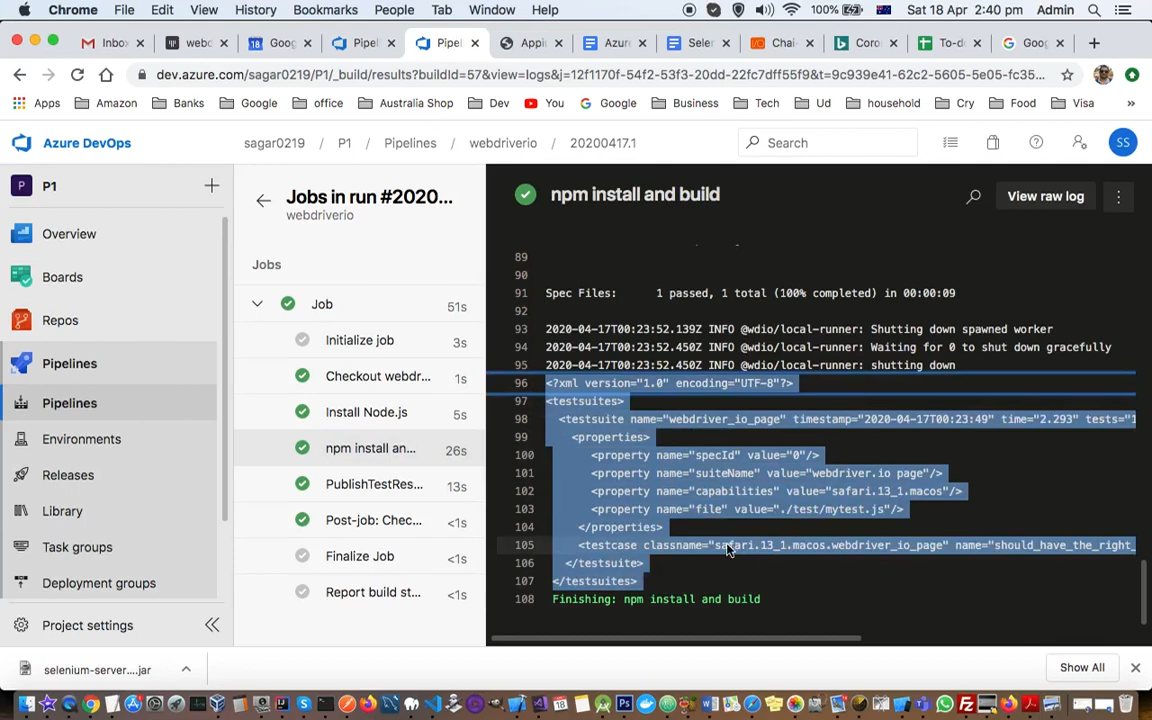 Chrome File Edit View History Bookmarks People Tab Window Help 100% Sat 18 Apr 2:40 pm Admin
Inbo webd Goog Pipel Pipel Appi Azure Seler Chai Coro To-d Goog
dev.azure.com/sagar0219/P1/_build/results?buildId=57&view=logs&j=12f1170f-54f2-53f3-20dd-22fc7dff55f9&t=9c939e41-62c2-5605-5e05-fc35...
Apps Amazon Banks Google office Australia Shop Dev You Google Business Tech Ud household Cry Food Visa »
Azure DevOps sagar0219 / P1 / Pipelines / webdriverio / 20200417.1 Search SS
P P1
Overview
Boards
Repos
Pipelines
Pipelines
Environments
Releases
Library
Task groups
Deployment groups
Project settings
Jobs in run #2020...
webdriverio
Jobs
Job 51s
Initialize job 3s
Checkout webdr... 1s
Install Node.js 5s
npm install an... 26s
PublishTestRes... 13s
Post-job: Chec... <1s
Finalize Job <1s
Report build st... <1s
npm install and build View raw log
89
90
91 Spec Files: 1 passed, 1 total (100% completed) in 00:00:09
92
93 2020-04-17T00:23:52.139Z INFO @wdio/local-runner: Shutting down spawned worker
94 2020-04-17T00:23:52.450Z INFO @wdio/local-runner: Waiting for 0 to shut down gracefully
95 2020-04-17T00:23:52.450Z INFO @wdio/local-runner: shutting down
96 <?xml version="1.0" encoding="UTF-8"?>
97 <testsuites>
98 <testsuite name="webdriver_io_page" timestamp="2020-04-17T00:23:49" time="2.293" tests="1
99 <properties>
100 <property name="specId" value="0"/>
101 <property name="suiteName" value="webdriver.io page"/>
102 <property name="capabilities" value="safari.13_1.macos"/>
103 <property name="file" value="./test/mytest.js"/>
104 </properties>
105 <testcase classname="safari.13_1.macos.webdriver_io_page" name="should_have_the_right_
106 </testsuite>
107 </testsuites>
108 Finishing: npm install and build
selenium-server....jar Show All